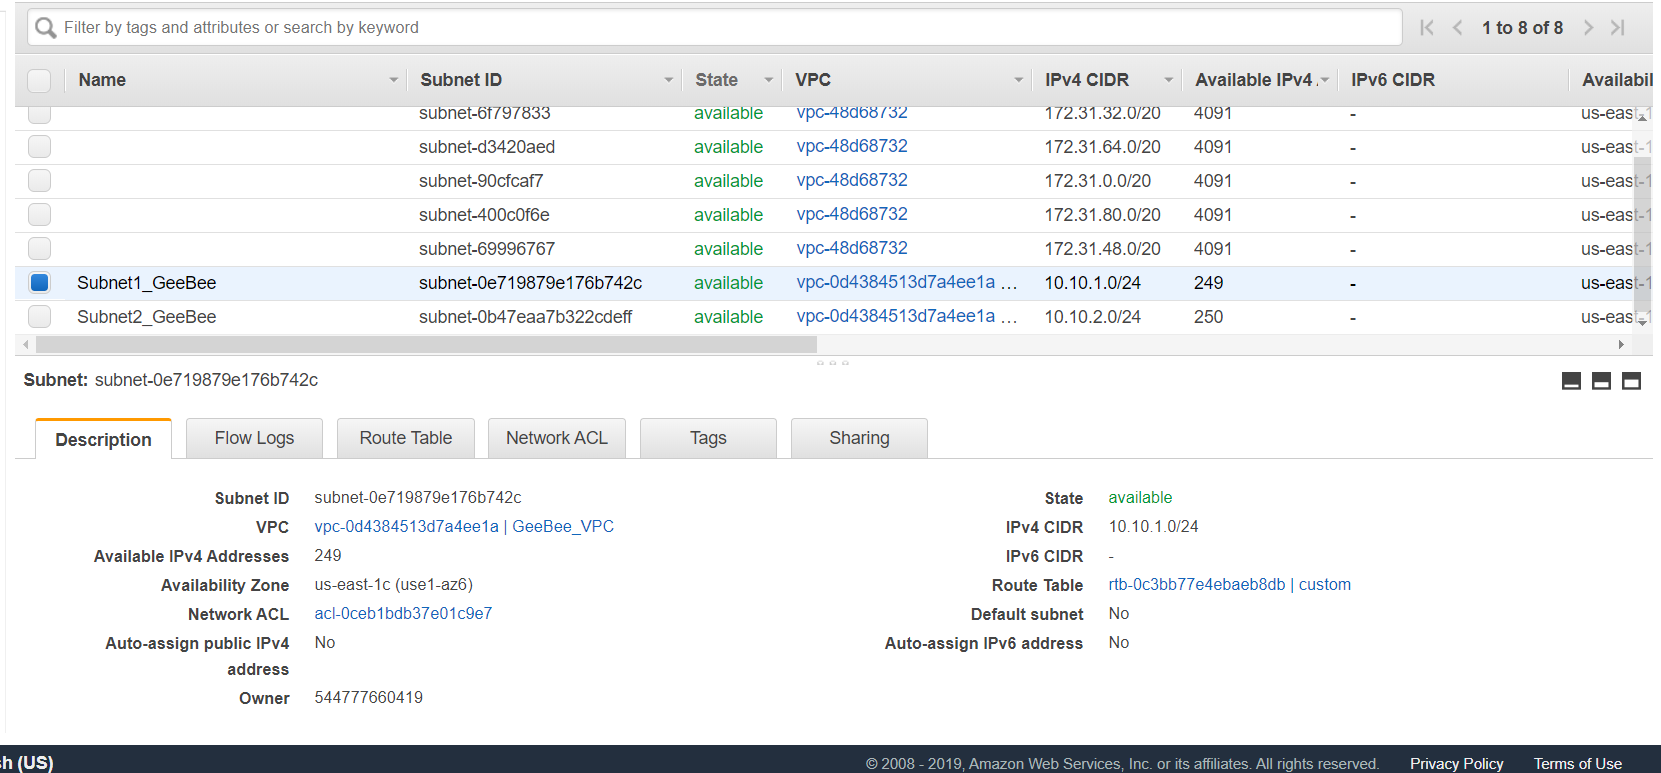 Filter by tags and attributes or search by keyword
1 to 8 of 8
Name Subnet ID State VPC IPv4 CIDR Available IPv4 IPv6 CIDR Availabil
subnet-6f797833 available vpc-48d68732 172.31.32.0/20 4091 - us-east-1
subnet-d3420aed available vpc-48d68732 172.31.64.0/20 4091 - us-east-1
subnet-90cfcaf7 available vpc-48d68732 172.31.0.0/20 4091 - us-east-1
subnet-400c0f6e available vpc-48d68732 172.31.80.0/20 4091 - us-east-1
subnet-69996767 available vpc-48d68732 172.31.48.0/20 4091 - us-east-1
Subnet1_GeeBee subnet-0e719879e176b742c available vpc-0d4384513d7a4ee1a ... 10.10.1.0/24 249 - us-east-1
Subnet2_GeeBee subnet-0b47eaa7b322cdeff available vpc-0d4384513d7a4ee1a ... 10.10.2.0/24 250 - us-east-1
Subnet: subnet-0e719879e176b742c
Description Flow Logs Route Table Network ACL Tags Sharing
Subnet ID subnet-0e719879e176b742c State available
VPC vpc-0d4384513d7a4ee1a | GeeBee_VPC IPv4 CIDR 10.10.1.0/24
Available IPv4 Addresses 249 IPv6 CIDR -
Availability Zone us-east-1c (use1-az6) Route Table rtb-0c3bb77e4ebaeb8db | custom
Network ACL acl-0ceb1bdb37e01c9e7 Default subnet No
Auto-assign public IPv4 No Auto-assign IPv6 address No
address
Owner 544777660419
sh (US) © 2008 - 2019, Amazon Web Services, Inc. or its affiliates. All rights reserved. Privacy Policy Terms of Use